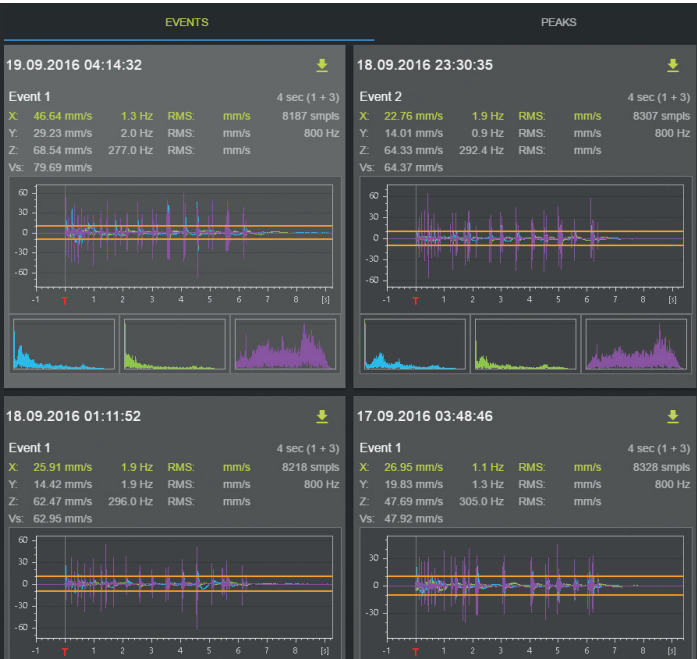 EVENTS PEAKS
19.09.2016 04:14:32
Event 1 4 sec (1 + 3)
X: 46.64 mm/s 1.3 Hz RMS: mm/s 8187 smpls
Y: 29.23 mm/s 2.0 Hz RMS: mm/s 800 Hz
Z: 68.54 mm/s 277.0 Hz RMS: mm/s
Vs: 79.69 mm/s
60
30
0
-30
-60
-1 T 1 2 3 4 5 6 7 8 [s]
18.09.2016 23:30:35
Event 2 4 sec (1 + 3)
X: 22.76 mm/s 1.9 Hz RMS: mm/s 8307 smpls
Y: 14.01 mm/s 0.9 Hz RMS: mm/s 800 Hz
Z: 64.33 mm/s 292.4 Hz RMS: mm/s
Vs: 64.37 mm/s
60
30
0
-30
-60
-1 T 1 2 3 4 5 6 7 8 [s]
18.09.2016 01:11:52
Event 1 4 sec (1 + 3)
X: 25.91 mm/s 1.9 Hz RMS: mm/s 8218 smpls
Y: 14.42 mm/s 1.9 Hz RMS: mm/s 800 Hz
Z: 62.47 mm/s 296.0 Hz RMS: mm/s
Vs: 62.95 mm/s
60
30
0
-30
-60
-1 T 1 2 3 4 5 6 7 8 [s]
17.09.2016 03:48:46
Event 1 4 sec (1 + 3)
X: 26.95 mm/s 1.1 Hz RMS: mm/s 8328 smpls
Y: 19.83 mm/s 1.3 Hz RMS: mm/s 800 Hz
Z: 47.69 mm/s 305.0 Hz RMS: mm/s
Vs: 47.92 mm/s
30
0
-30
-1 T 1 2 3 4 5 6 7 8 [s]